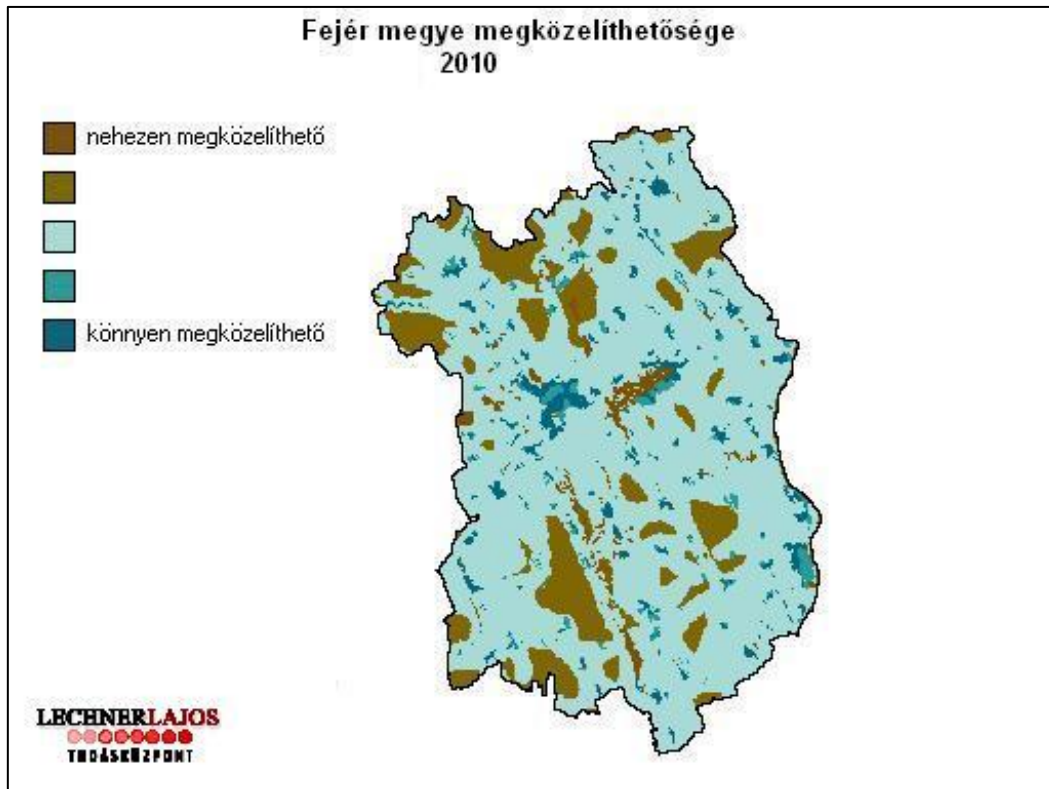 Fejér megye megközelíthetősége
2010
nehezen megközelíthető
könnyen megközelíthető
LECHNERLAJOS
TUDÁSKÖZPONT